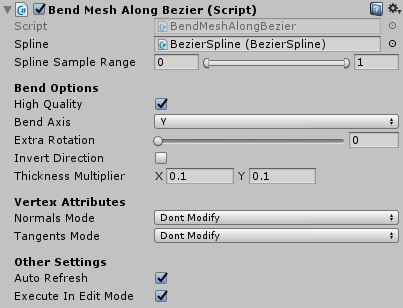 Bend Mesh Along Bezier (Script)
Script BendMeshAlongBezier
Spline BezierSpline (BezierSpline)
Spline Sample Range 0 1
Bend Options
High Quality
Bend Axis Y
Extra Rotation 0
Invert Direction
Thickness Multiplier X 0.1 Y 0.1
Vertex Attributes
Normals Mode Dont Modify
Tangents Mode Dont Modify
Other Settings
Auto Refresh
Execute In Edit Mode